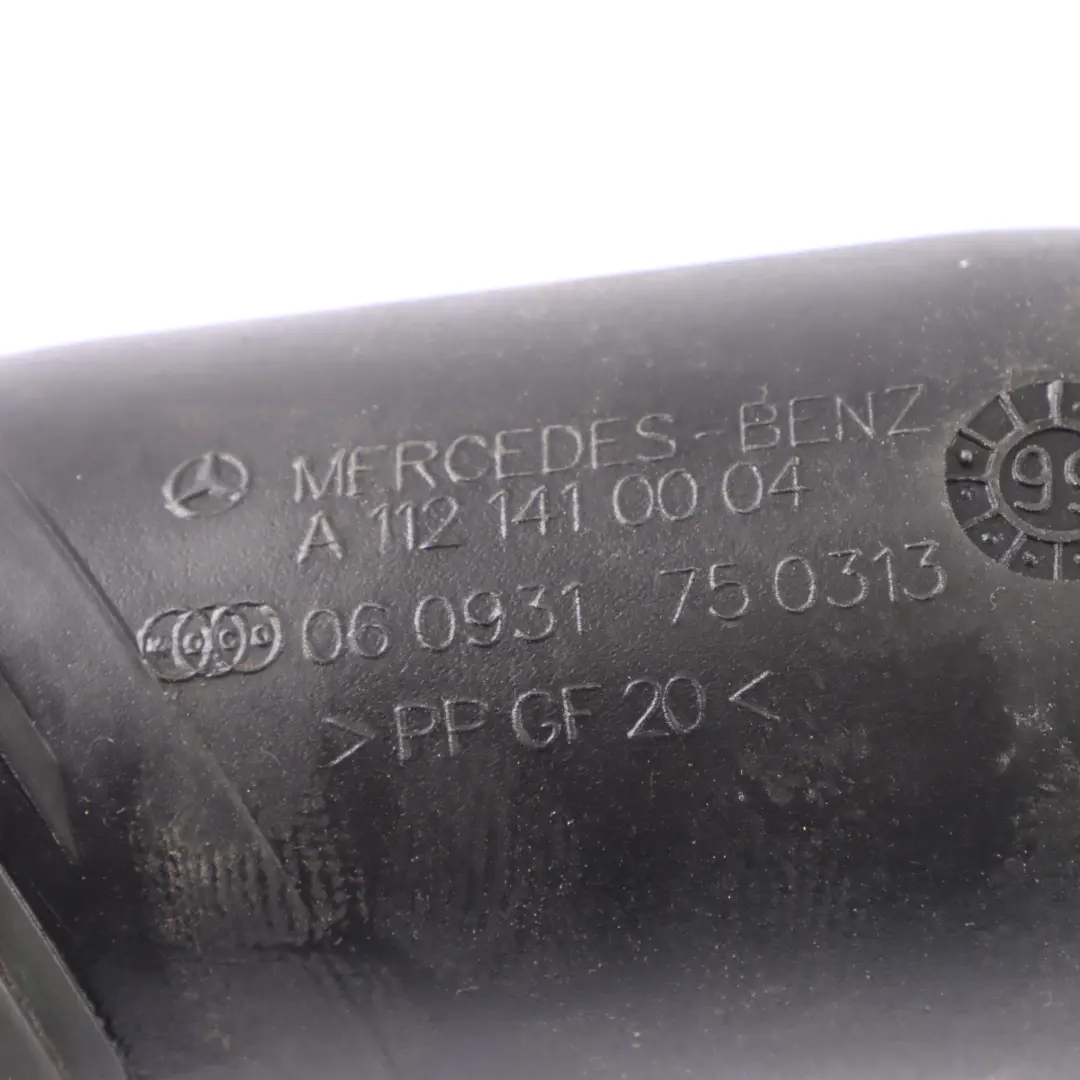 MERCEDES-BENZ
A 112 141 00 04
06 0931 75 0313
>PP GF 20<